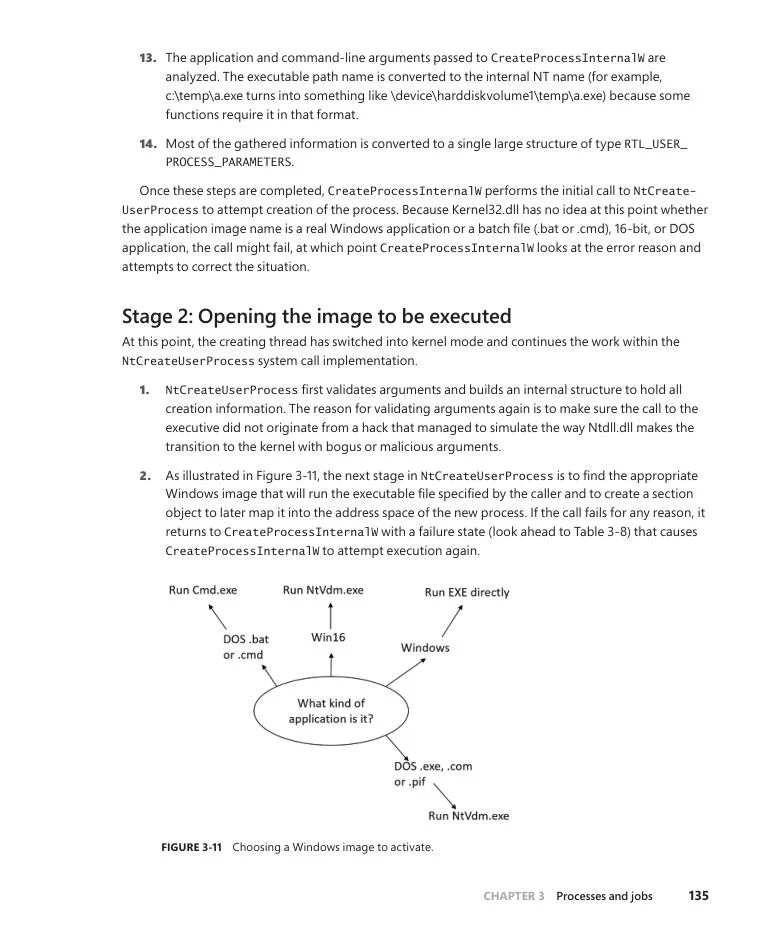 13. The application and command-line arguments passed to CreateProcessInternalW are
analyzed. The executable path name is converted to the internal NT name (for example,
c:\temp\a.exe turns into something like \device\harddiskvolume1\temp\a.exe) because some
functions require it in that format.
14. Most of the gathered information is converted to a single large structure of type RTL_USER_
PROCESS_PARAMETERS.
Once these steps are completed, CreateProcessInternalW performs the initial call to NtCreate-
UserProcess to attempt creation of the process. Because Kernel32.dll has no idea at this point whether
the application image name is a real Windows application or a batch file (.bat or .cmd), 16-bit, or DOS
application, the call might fail, at which point CreateProcessInternalW looks at the error reason and
attempts to correct the situation.
Stage 2: Opening the image to be executed
At this point, the creating thread has switched into kernel mode and continues the work within the
NtCreateUserProcess system call implementation.
1. NtCreateUserProcess first validates arguments and builds an internal structure to hold all
creation information. The reason for validating arguments again is to make sure the call to the
executive did not originate from a hack that managed to simulate the way Ntdll.dll makes the
transition to the kernel with bogus or malicious arguments.
2. As illustrated in Figure 3-11, the next stage in NtCreateUserProcess is to find the appropriate
Windows image that will run the executable file specified by the caller and to create a section
object to later map it into the address space of the new process. If the call fails for any reason, it
returns to CreateProcessInternalW with a failure state (look ahead to Table 3-8) that causes
CreateProcessInternalW to attempt execution again.
Run Cmd.exe
Run NtVdm.exe
Run EXE directly
DOS .bat
or .cmd
Win16
Windows
What kind of
application is it?
DOS .exe, .com
or .pif
Run NtVdm.exe
FIGURE 3-11 Choosing a Windows image to activate.
CHAPTER 3 Processes and jobs 135